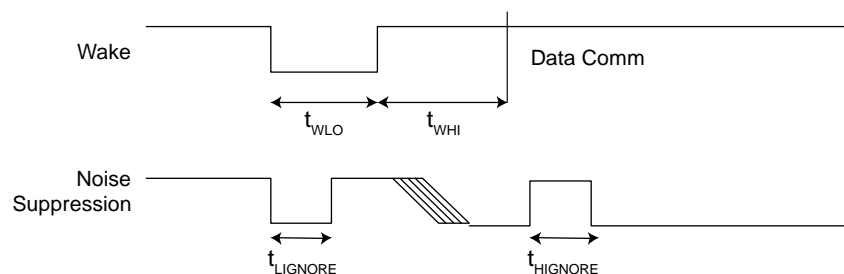 Wake
Data Comm
tWLO
tWHI
Noise
Suppression
tLIGNORE
tHIGNORE